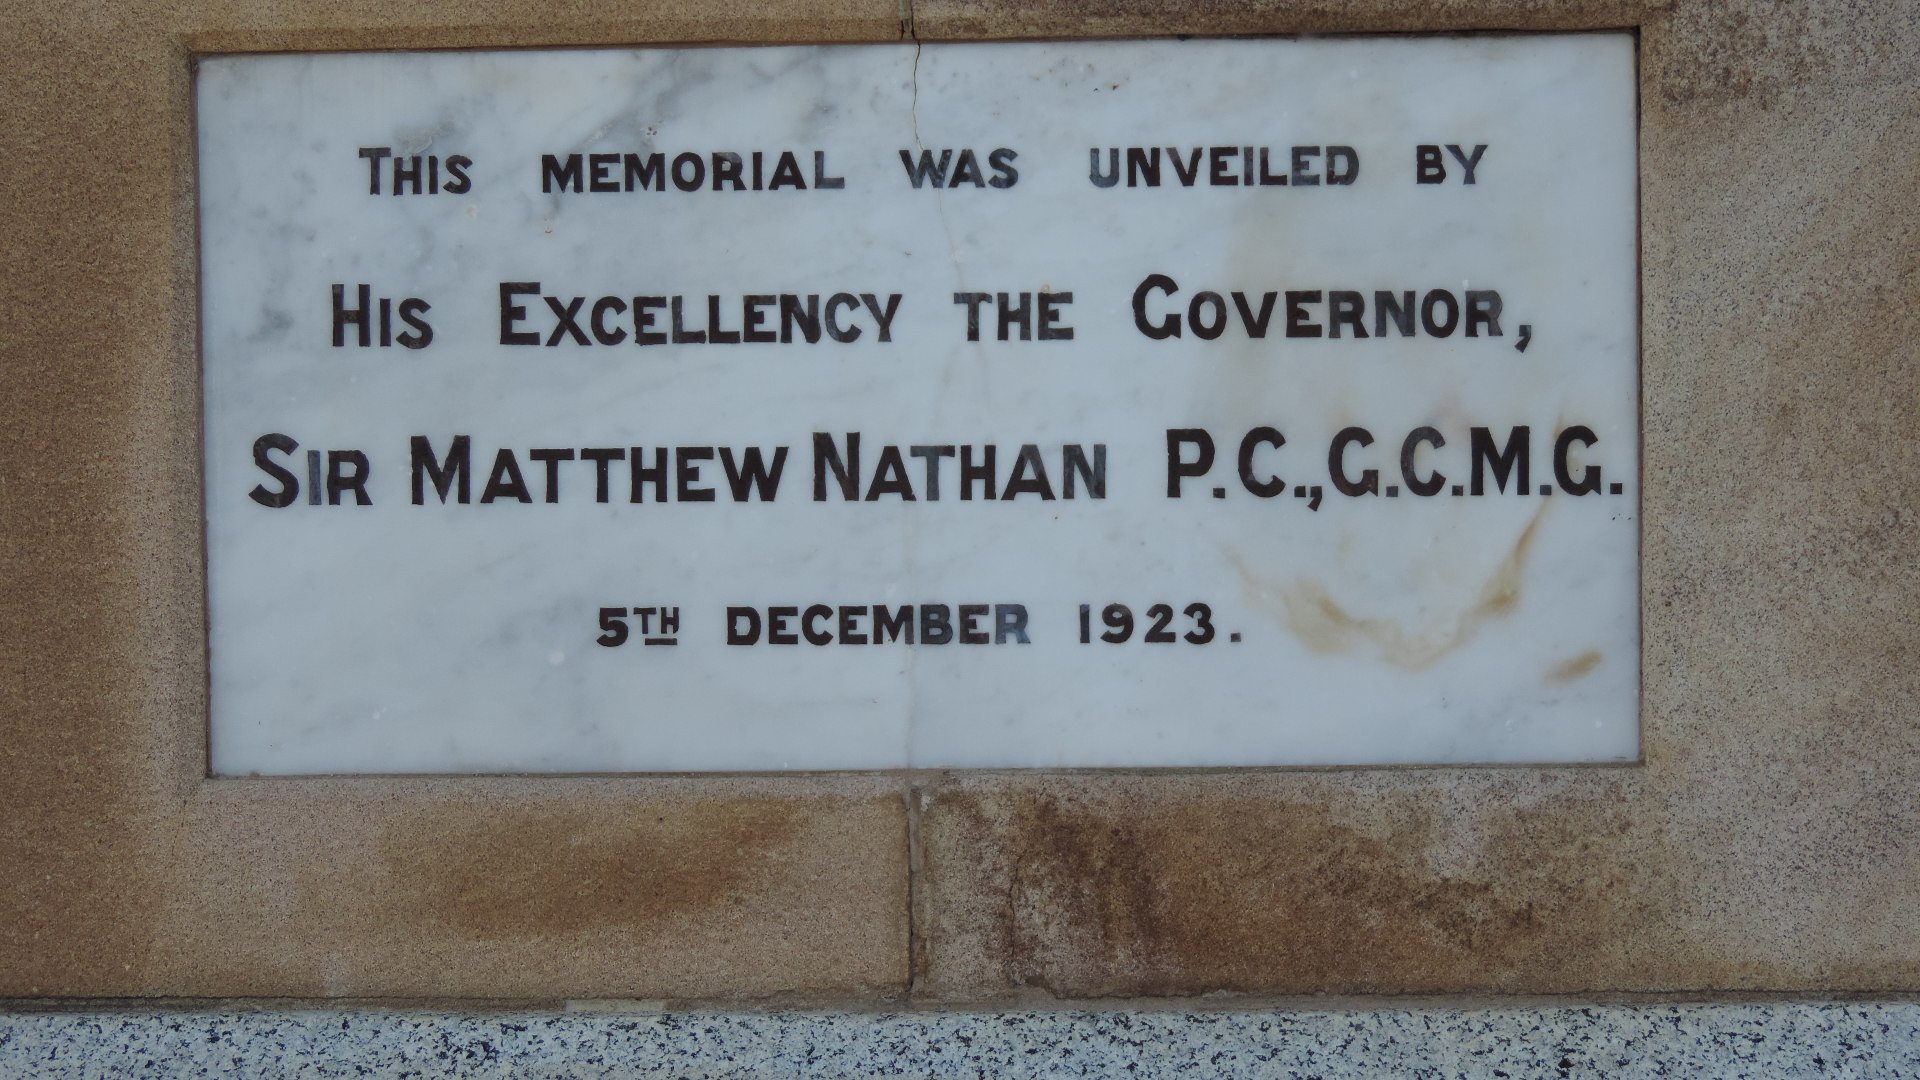 THIS MEMORIAL WAS UNVEILED BY
HIS EXCELLENCY THE GOVERNOR,
SIR MATTHEW NATHAN P.C.,G.C.M.G.
5TH DECEMBER 1923.